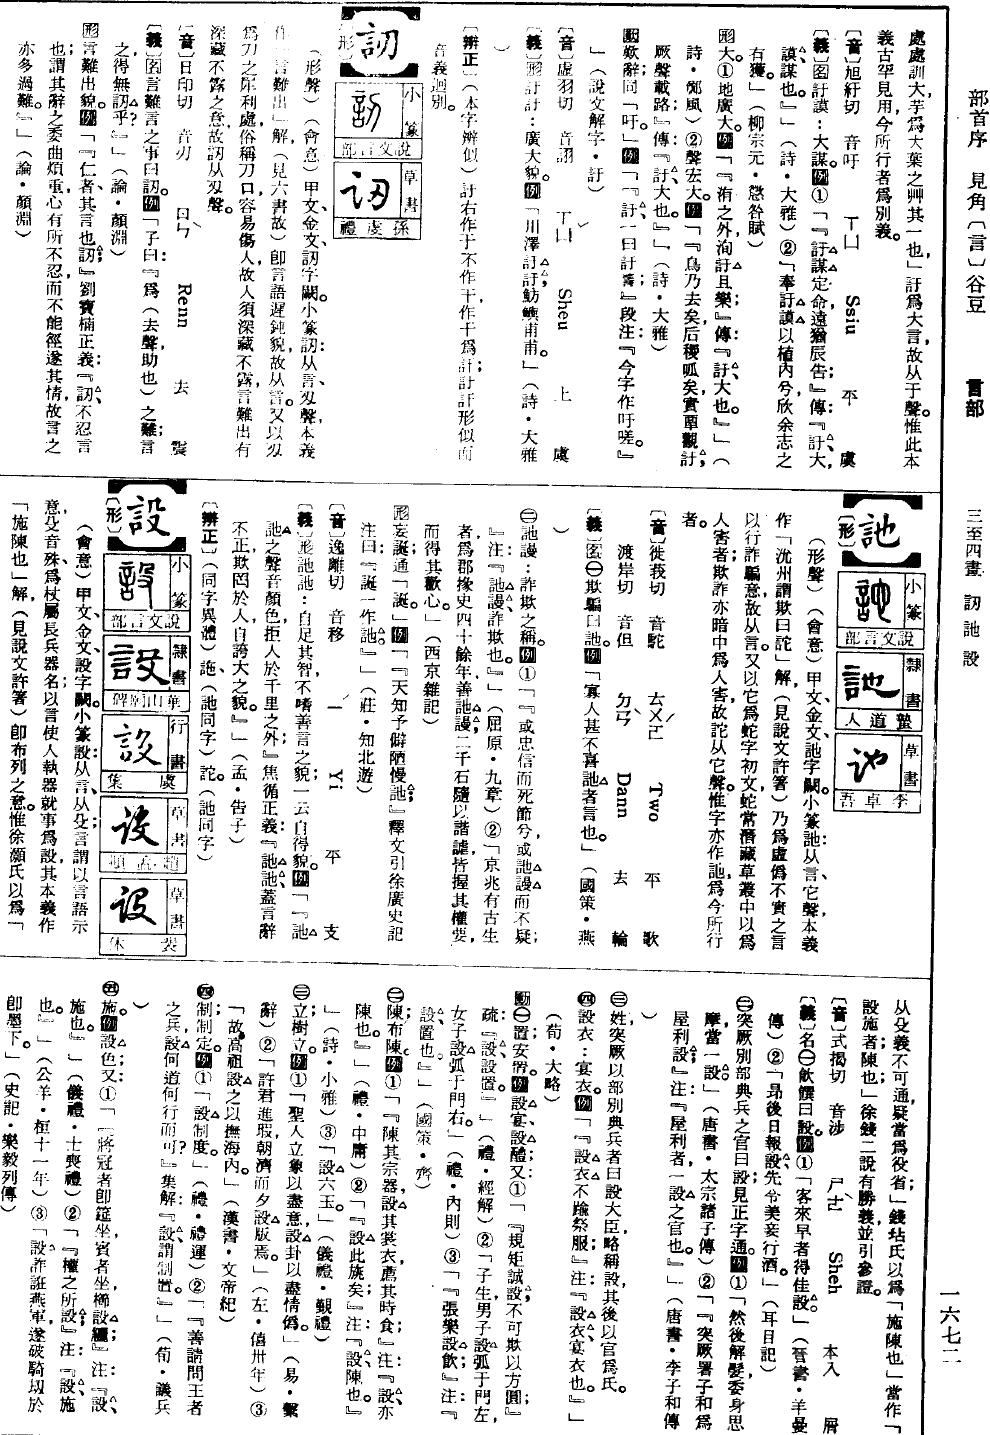 部首序　見角〔言〕谷豆　言部　三至四畫　訒訑設　一六七二
處處訓大芋爲大葉之艸其一也」訏爲大言故从于聲惟此本
義古罕見用今所行者爲別義。
〔音〕旭紆切　音吁　ㄒㄩ　Ssiu　平　虞
〔義〕名訏謨：大謀。例①「『訏謀定命遠猶辰告』傳：『訏大，
謨謀也。』」（詩・大雅）②「奉訏謨以植內兮欣余志之
有獲。」（柳宗元・懲咎賦）
形大。①地廣大。例「『洧之外洵訏且樂』傳『訏大也。』」（
詩・鄭風）②聲宏大。例「『鳥乃去矣后稷呱矣實覃觀訏；
厥聲載路。』傳『訏大也。』」（詩・大雅）
歎歎辭同「吁」。例「『訏一曰訏䔑。』段注『今字作吁嗟。』
」（說文解字・訏）
〔音〕虛羽切　音詡　ㄒㄩˇ　Sheu　上　虞
〔義〕形訏訏：廣大貌。例「川澤訏訏，魴鱮甫甫。」（詩・大雅
）
〔辨正〕（本字辨似）訏右作于不作干，作干爲訐；訏訐形似而
音義迥別。
訒〔形〕小篆　說文言部　草書　孫虔禮
（形聲）（會意）甲文金文訒字闕。小篆訒：从言，刃聲，本義
作「言難出」解（見六書故）卽言語遲鈍貌，故从言。又以刃
爲刀之犀利處，俗稱刀口，容易傷人，故人須深藏不露；言難出有
深藏不露之意，故訒从刃聲。
〔音〕日印切　音刃　ㄖㄣˋ　Renn　去　震
〔義〕名言難言之事曰訒。例「子曰：『爲（去聲助也）之難；言
之得無訒乎？』」（論・顏淵）
形言難出貌。例「『仁者其言也訒。』劉寶楠正義：『訒，不忍言
也；謂其辭之委曲煩重，心有所不忍而不能徑遂其情，故言之
亦多過難。』」（論・顏淵）
訑〔形〕小篆　說文言部　隸書　蟄道人　草書　李卓吾
（形聲）（會意）甲文金文訑字闕。小篆訑：从言，它聲，本義
作「沇州謂欺曰詑」解（見說文許箸）乃爲虛僞不實之言
以行詐騙意，故从言。又以它爲蛇字初文，蛇常潛藏草叢中以爲
人害；欺詐亦暗中爲人害，故詑从它聲。惟字亦作訑，爲今所行
者。
〔音〕徒莪切　音駝　ㄊㄨㄛˊ　Two　平　歌
渡岸切　音但　ㄉㄢˋ　Dann　去　翰
〔義〕名㊀欺騙曰訑。例「寡人甚不喜訑者言也。」（國策・燕
）
㊁訑謾：詐欺之稱。例①「『或忠信而死節兮，或訑謾而不疑；
』注：『訑謾，詐欺也。』」（屈原・九章）②「京兆有古生
者，爲郡掾史四十餘年，善訑謾；二千石隨以諧謔，皆握其權要，
而得其歡心。」（西京雜記）
形妄誕，通「誕」。例「『天知予僻陋慢訑。』釋文引徐廣史記
注曰：『誕一作訑。』」（莊・知北遊）
〔音〕逸離切　音移　ㄧˊ　Yi　平　支
〔義〕形訑訑：自足其智不嗜善言之貌；一云自得貌。例「『訑
訑之聲音顏色，拒人於千里之外。』焦循正義：『訑訑，蓋言辭
不正，欺罔於人，自誇大之貌。』」（孟・告子）
〔辨正〕（同字異體）訑、（訑同字）詑。（訑同字）
設〔形〕小篆　說文言部　隸書　華山廟碑　行書　虞集　草書　趙孟頫　草書　裴休
（會意）甲文金文設字闕。小篆設：从言，从殳；言謂以言語示
意，殳音殊，爲杖屬長兵器名；以言使人執器就事爲設，其本義作
「施陳也」解（見說文許箸）卽布列之意。惟徐灝氏以爲「
从殳義不可通，疑當爲役省；」錢坫氏以爲「『施陳也』當作『
設施者陳也』」徐錢二說有勝義，並引參證。
〔音〕式揭切　音涉　ㄕㄜˋ　Sheh　本入　屑
〔義〕名㊀飲饌曰設。例①「客來早者得佳設。」（晉書・羊曼
傳）②「昻後日報設，先令美妾行酒。」（耳目記）
㊁突厥別部典兵之官曰設，見正字通。例①「然後解髮委身思
摩，當一設。」（唐書・太宗諸子傳）②「『突厥署子和爲
屋利設』注：『屋利者一設之官也。』」（唐書・李子和傳
）
㊂姓，突厥以部別典兵者曰設，大臣略稱設，其後以官爲氏。
㊃設衣：宴衣。例「『設衣不踰祭服；』注：『設衣，宴衣也。』」
（荀・大略）
動㊀置；安置。例設宴，設醴。又：①「『規矩誠設，不可欺以方圓；』
疏：『設，設置。』」（禮・經解）②「子生，男子設弧于門左，
女子設弧于門右。」（禮・內則）③「『張樂設飲，』注：『
設，置也。』」（國策・齊）
㊁陳；布陳。例①「『陳其宗器，設其裳衣，薦其時食；』注：『設亦
陳也。』」（禮・中庸）②「『設此旐矣。』注：『設，陳也。』
」（詩・小雅）③「設六玉。」（儀禮・覲禮）
㊂立；樹立。例①「聖人立象以盡意，設卦以盡情僞。」（易・繫
辭）②「許君進瑕，朝濟而夕設版焉。」（左・僖卅年）③
「故高祖設之以撫海內。」（漢書・文帝紀）
㊃制；制定。例①「設制度。」（禮・禮運）②「『善請問王者
之兵，設何道何行而可？』集解：『設，謂制置。』」（荀・議兵
）
㊄施。例設色。又：①「『將冠者卽筵坐，賓者坐櫛，設纚；』注：『設，
施也。』」（儀禮・士喪禮）②「『權之所設；』注：『設，施
也。』」（公羊・桓十一年）③「設詐誑燕軍，遂破騎刼於
卽墨下。」（史記・樂毅列傳）